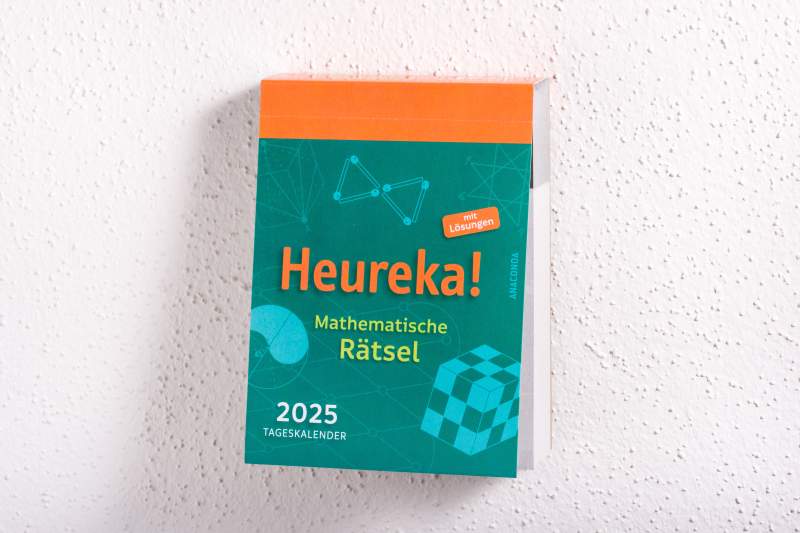 mit
Lösungen
Heureka!
ANACONDA
Mathematische
Rätsel
2025
TAGESKALENDER